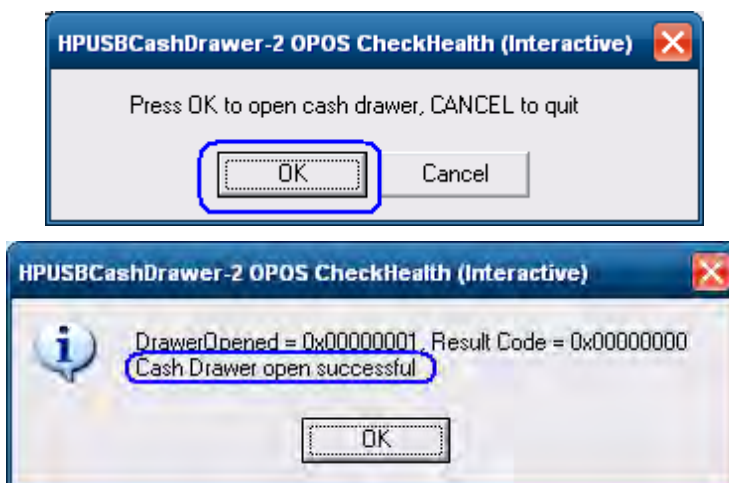 HPUSBCashDrawer-2 OPOS CheckHealth (Interactive)
Press OK to open cash drawer, CANCEL to quit
OK Cancel
HPUSBCashDrawer-2 OPOS CheckHealth (Interactive)
DrawerOpened = 0x00000001, Result Code = 0x00000000
Cash Drawer open successful
OK